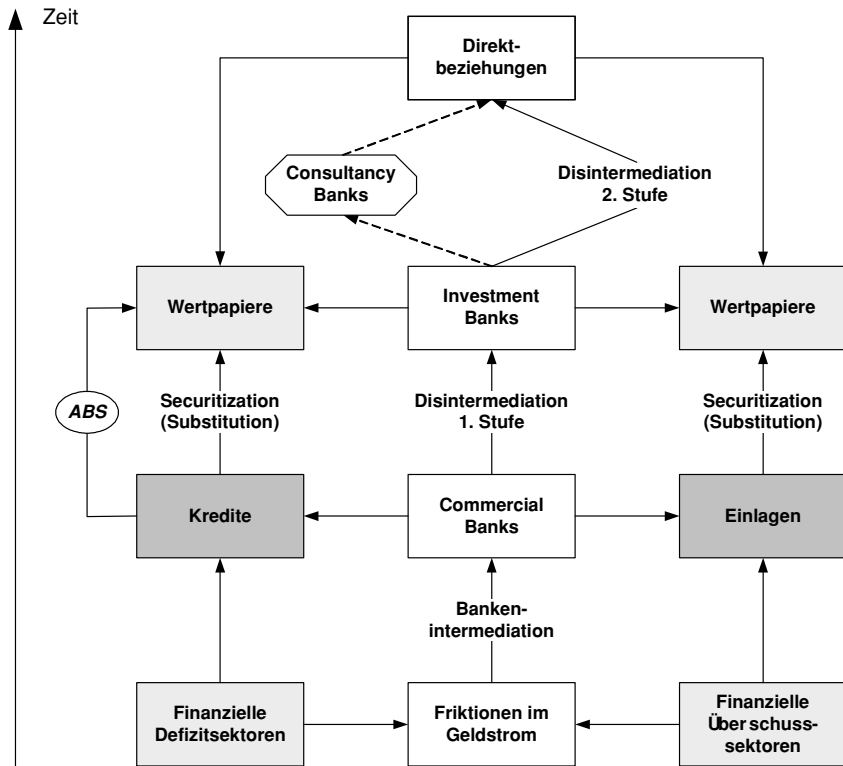 Zeit
Direkt-
beziehungen
Consultancy
Banks
Disintermediation
2. Stufe
Wertpapiere
Investment
Banks
Wertpapiere
ABS
Securitization
(Substitution)
Disintermediation
1. Stufe
Securitization
(Substitution)
Kredite
Commercial
Banks
Einlagen
Banken-
intermediation
Finanzielle
Defizitsektoren
Friktionen im
Geldstrom
Finanzielle
Überschuss-
sektoren